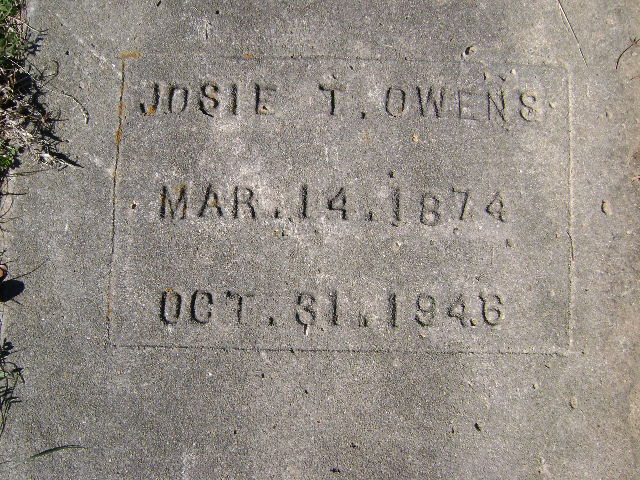 JOSIE T. OWENS
MAR. 14. 1874
OCT. 31. 1946